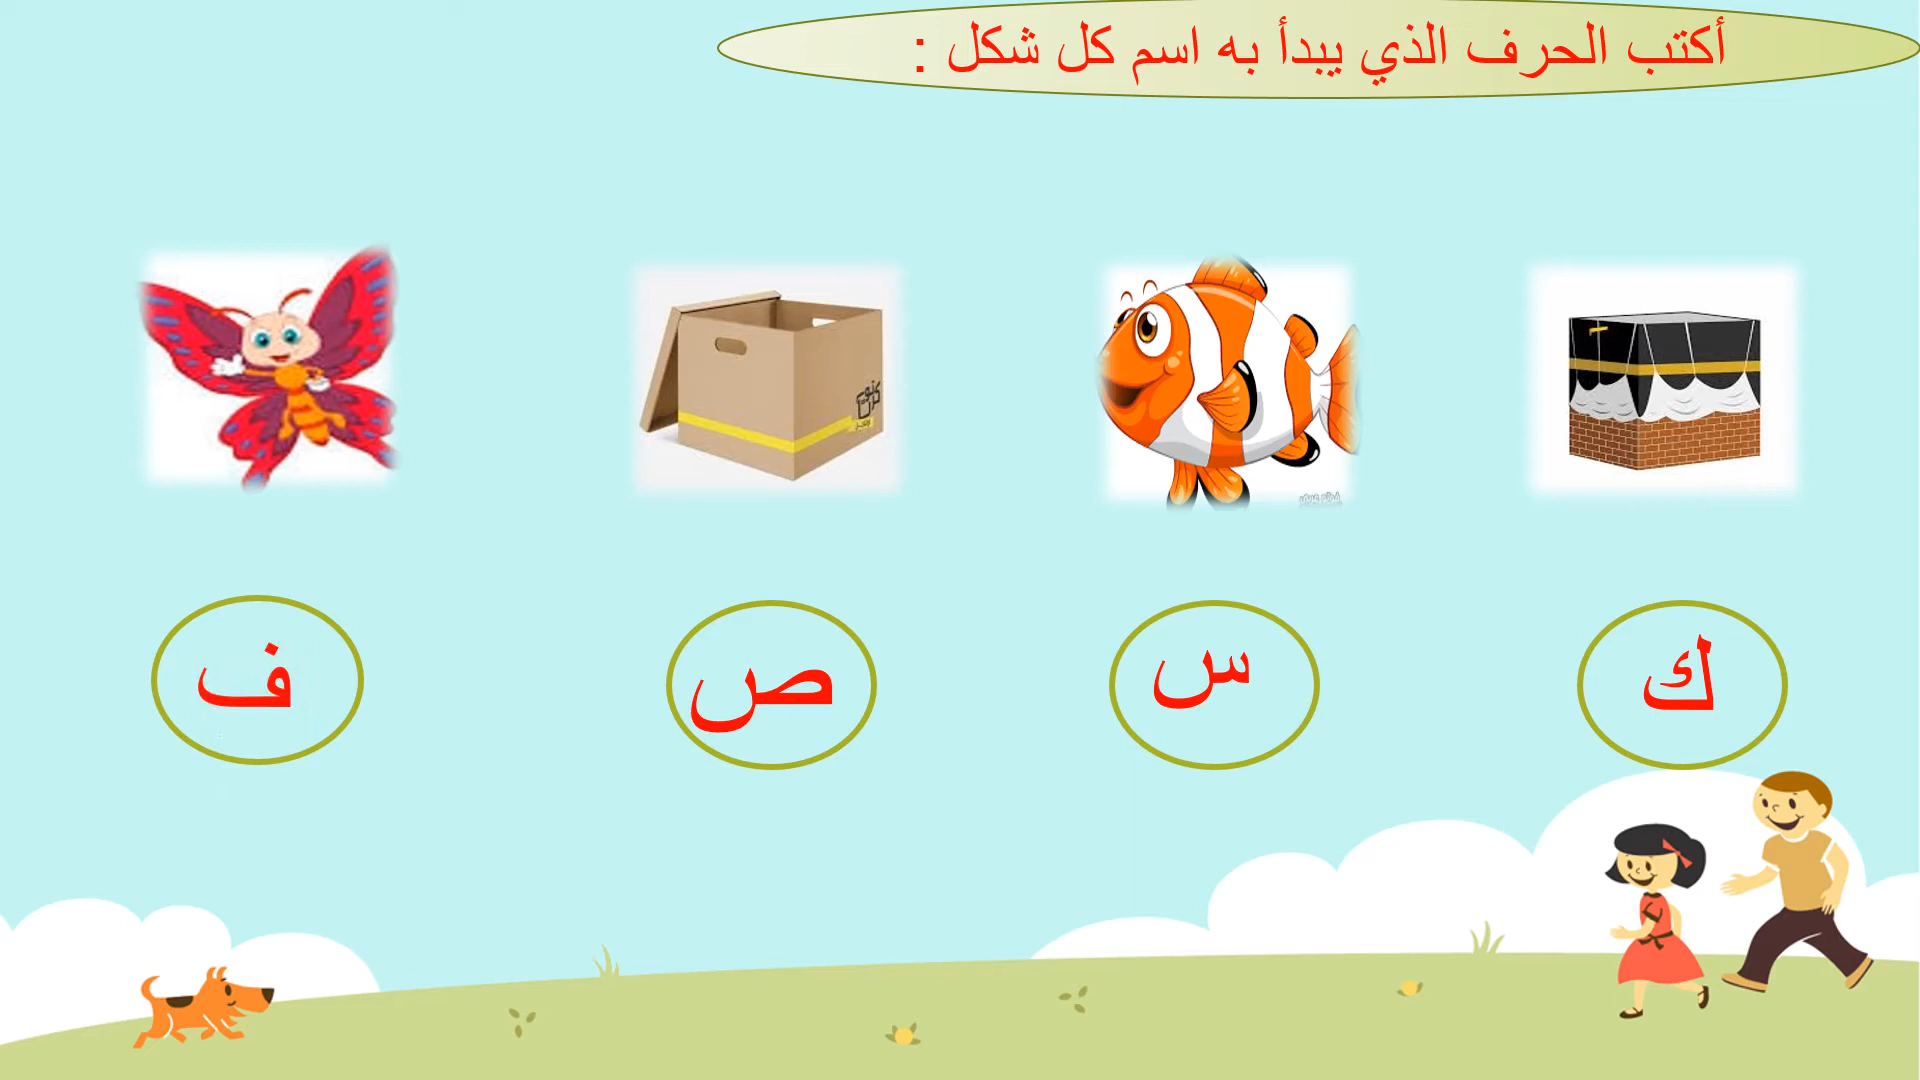 أكتب الحرف الذي يبدأ به اسم كل شكل :
ك
س
ص
ف